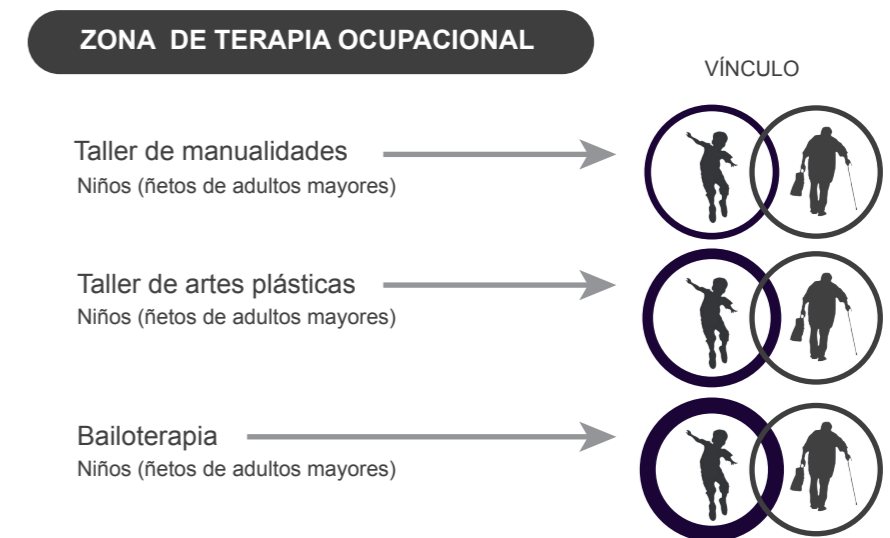 ZONA DE TERAPIA OCUPACIONAL
VÍNCULO
Taller de manualidades
Niños (ñetos de adultos mayores)
Taller de artes plásticas
Niños (ñetos de adultos mayores)
Bailoterapia
Niños (ñetos de adultos mayores)